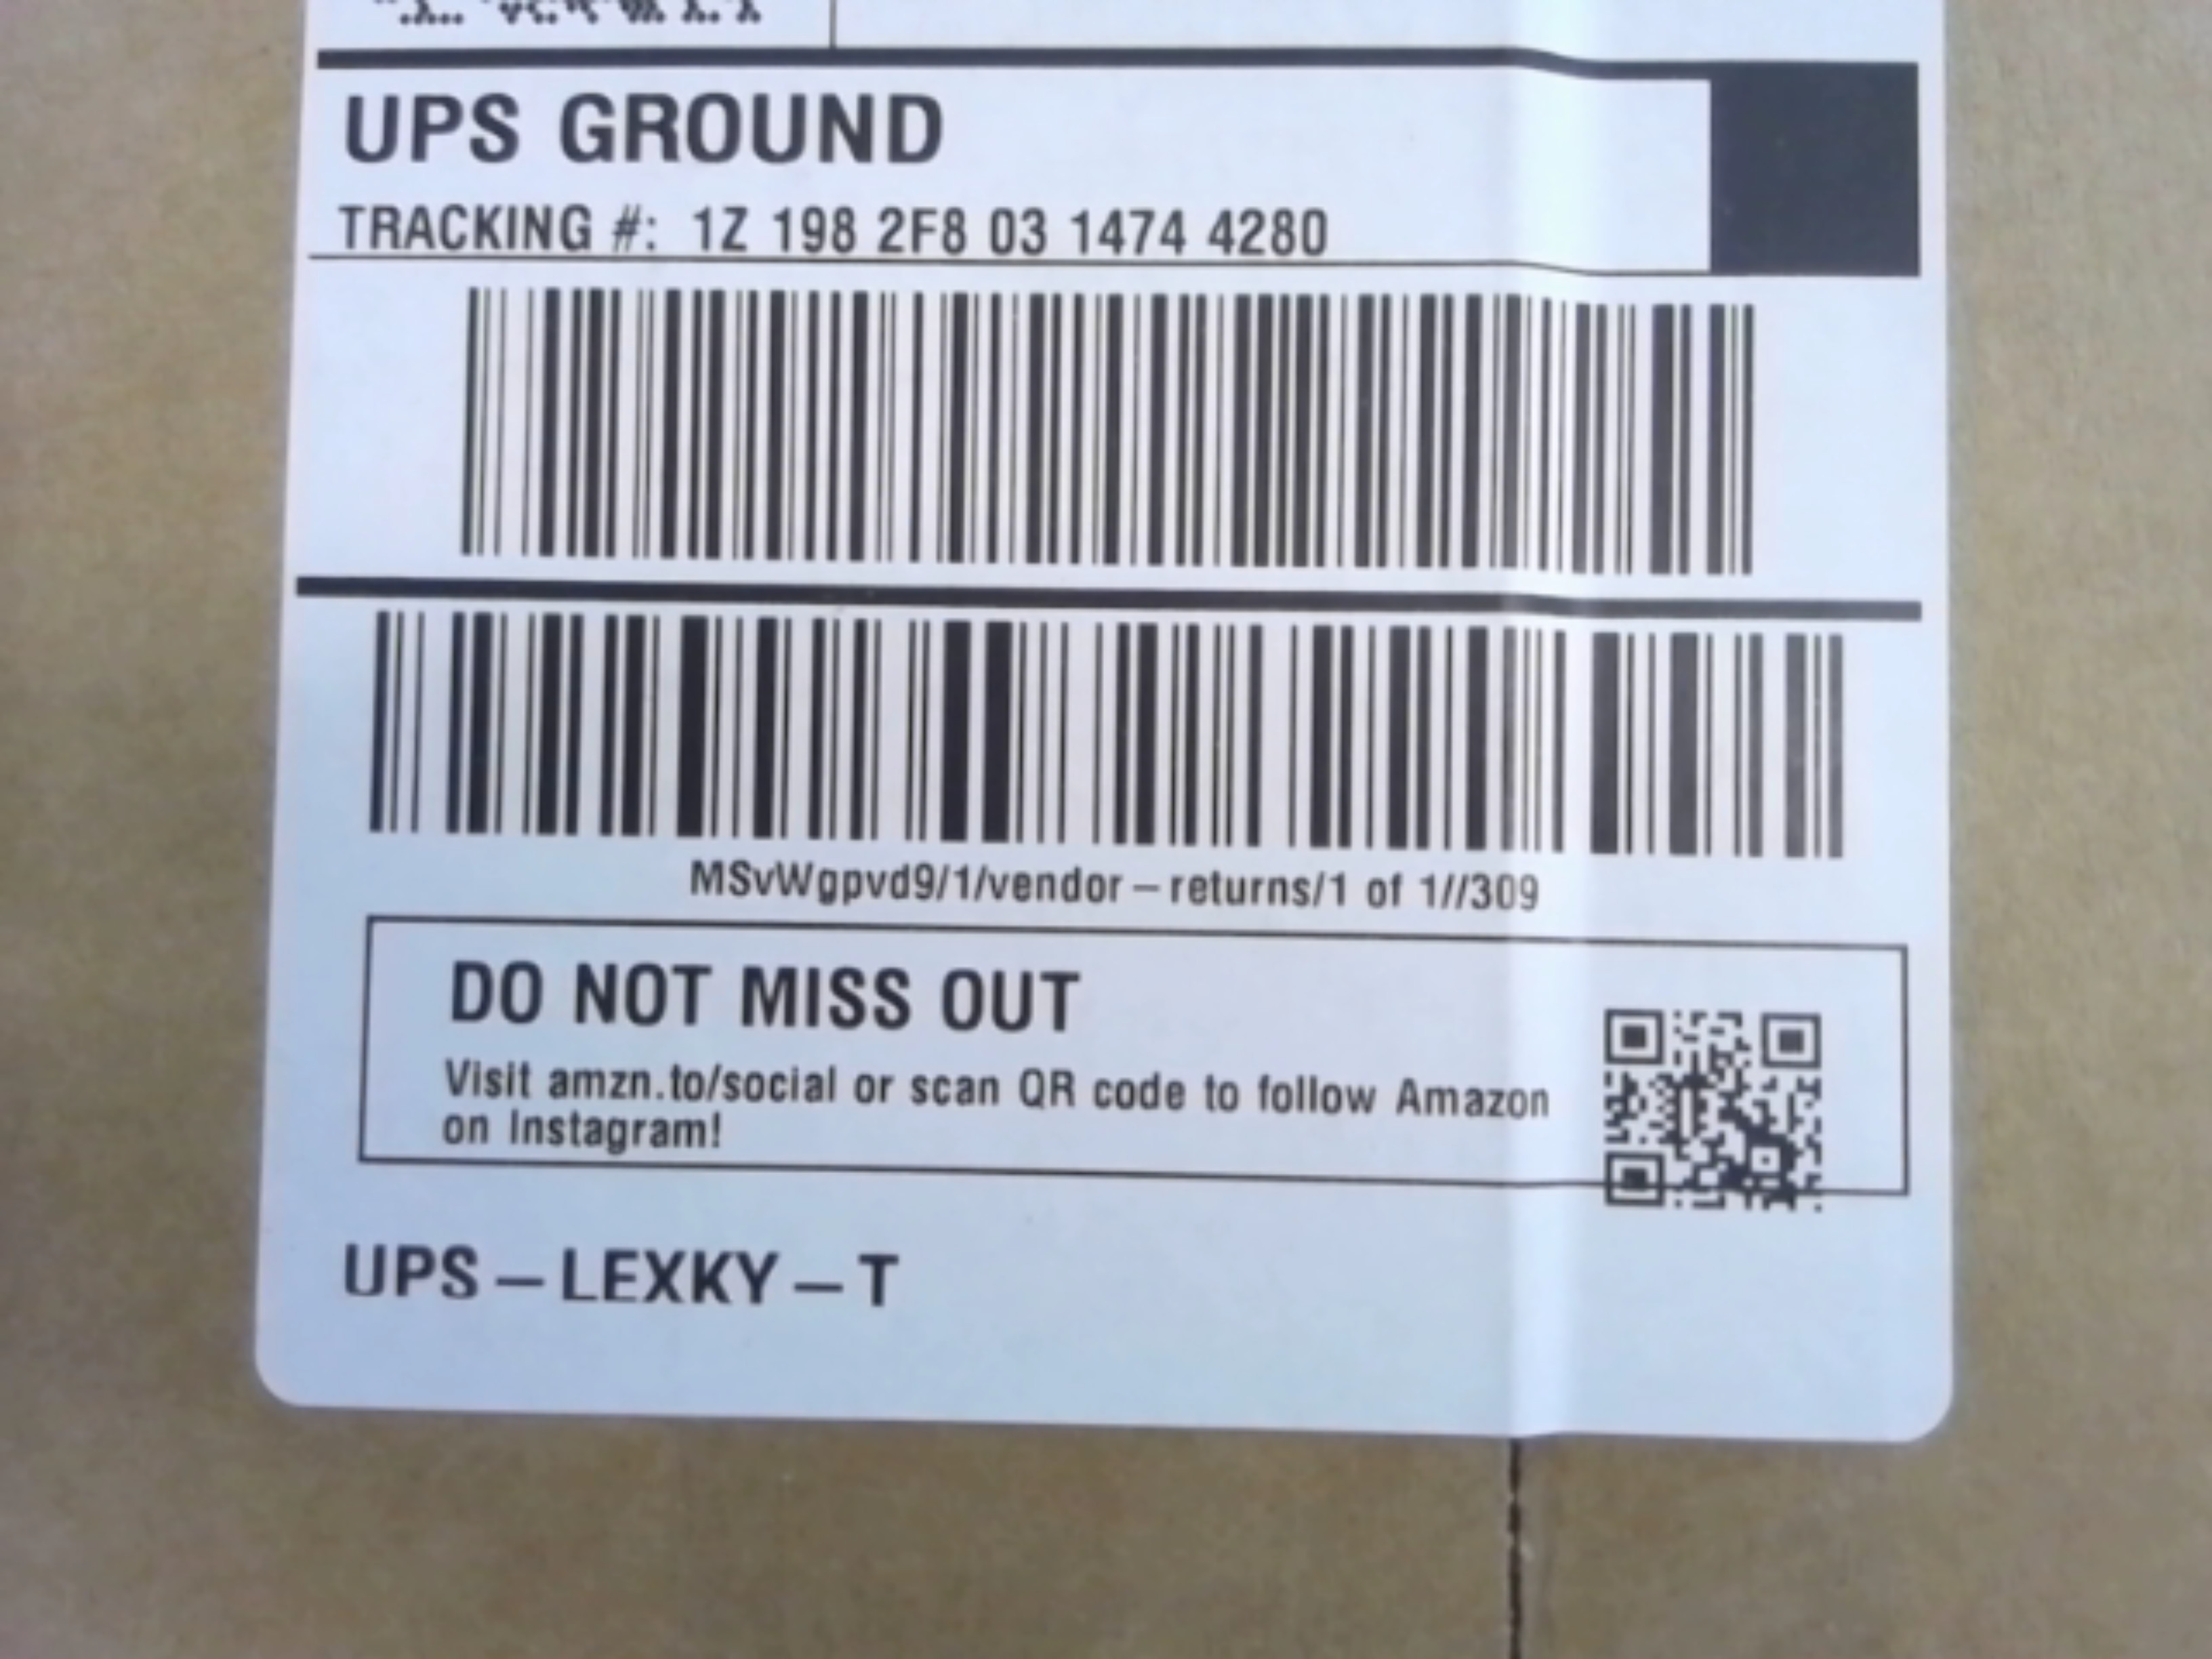 UPS GROUND
TRACKING #: 1Z 198 2F8 03 1474 4280
MSvWgpvd9/1/vendor-returns/1 of 1//309
DO NOT MISS OUT
Visit amzn.to/social or scan QR code to follow Amazon
on Instagram!
UPS-LEXKY-T